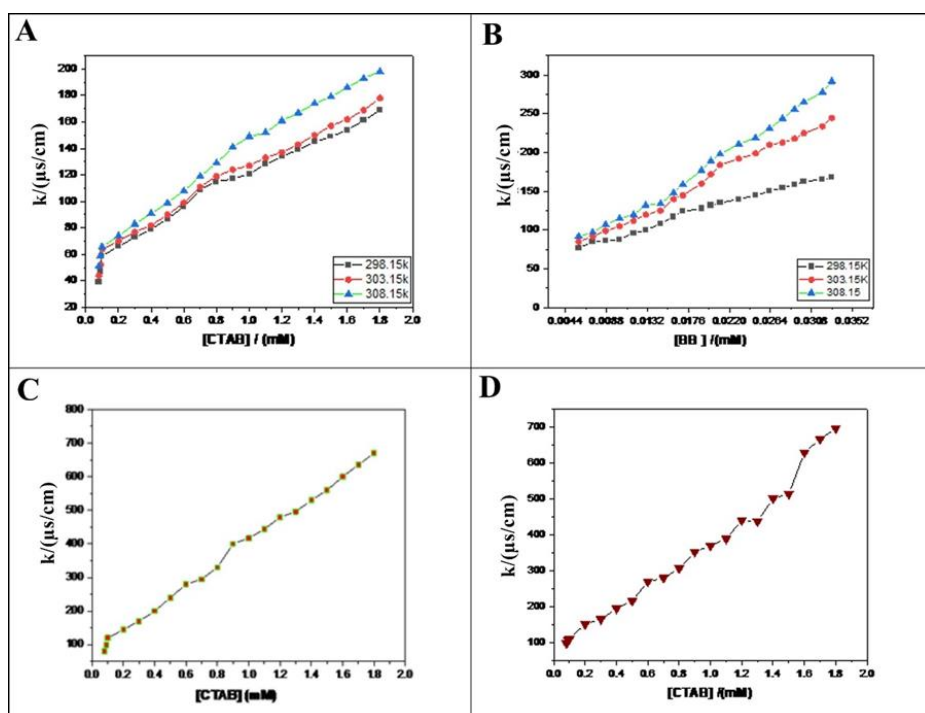 A
k/(μs/cm)
200
180
160
140
120
100
80
60
40
20
298.15k
303.15k
308.15k
0.0 0.2 0.4 0.6 0.8 1.0 1.2 1.4 1.6 1.8 2.0
[CTAB] / (mM)
B
k/(μs/cm)
300
250
200
150
100
50
0
298.15K
303.15K
308.15
0.0044 0.0088 0.0132 0.0176 0.0220 0.0264 0.0308 0.0352
[BB ] /(mM)
C
k/(μs/cm)
800
700
600
500
400
300
200
100
0
0.0 0.2 0.4 0.6 0.8 1.0 1.2 1.4 1.6 1.8 2.0
[CTAB] (mM)
D
k/(μs/cm)
700
600
500
400
300
200
100
0.0 0.2 0.4 0.6 0.8 1.0 1.2 1.4 1.6 1.8 2.0
[CTAB] /(mM)